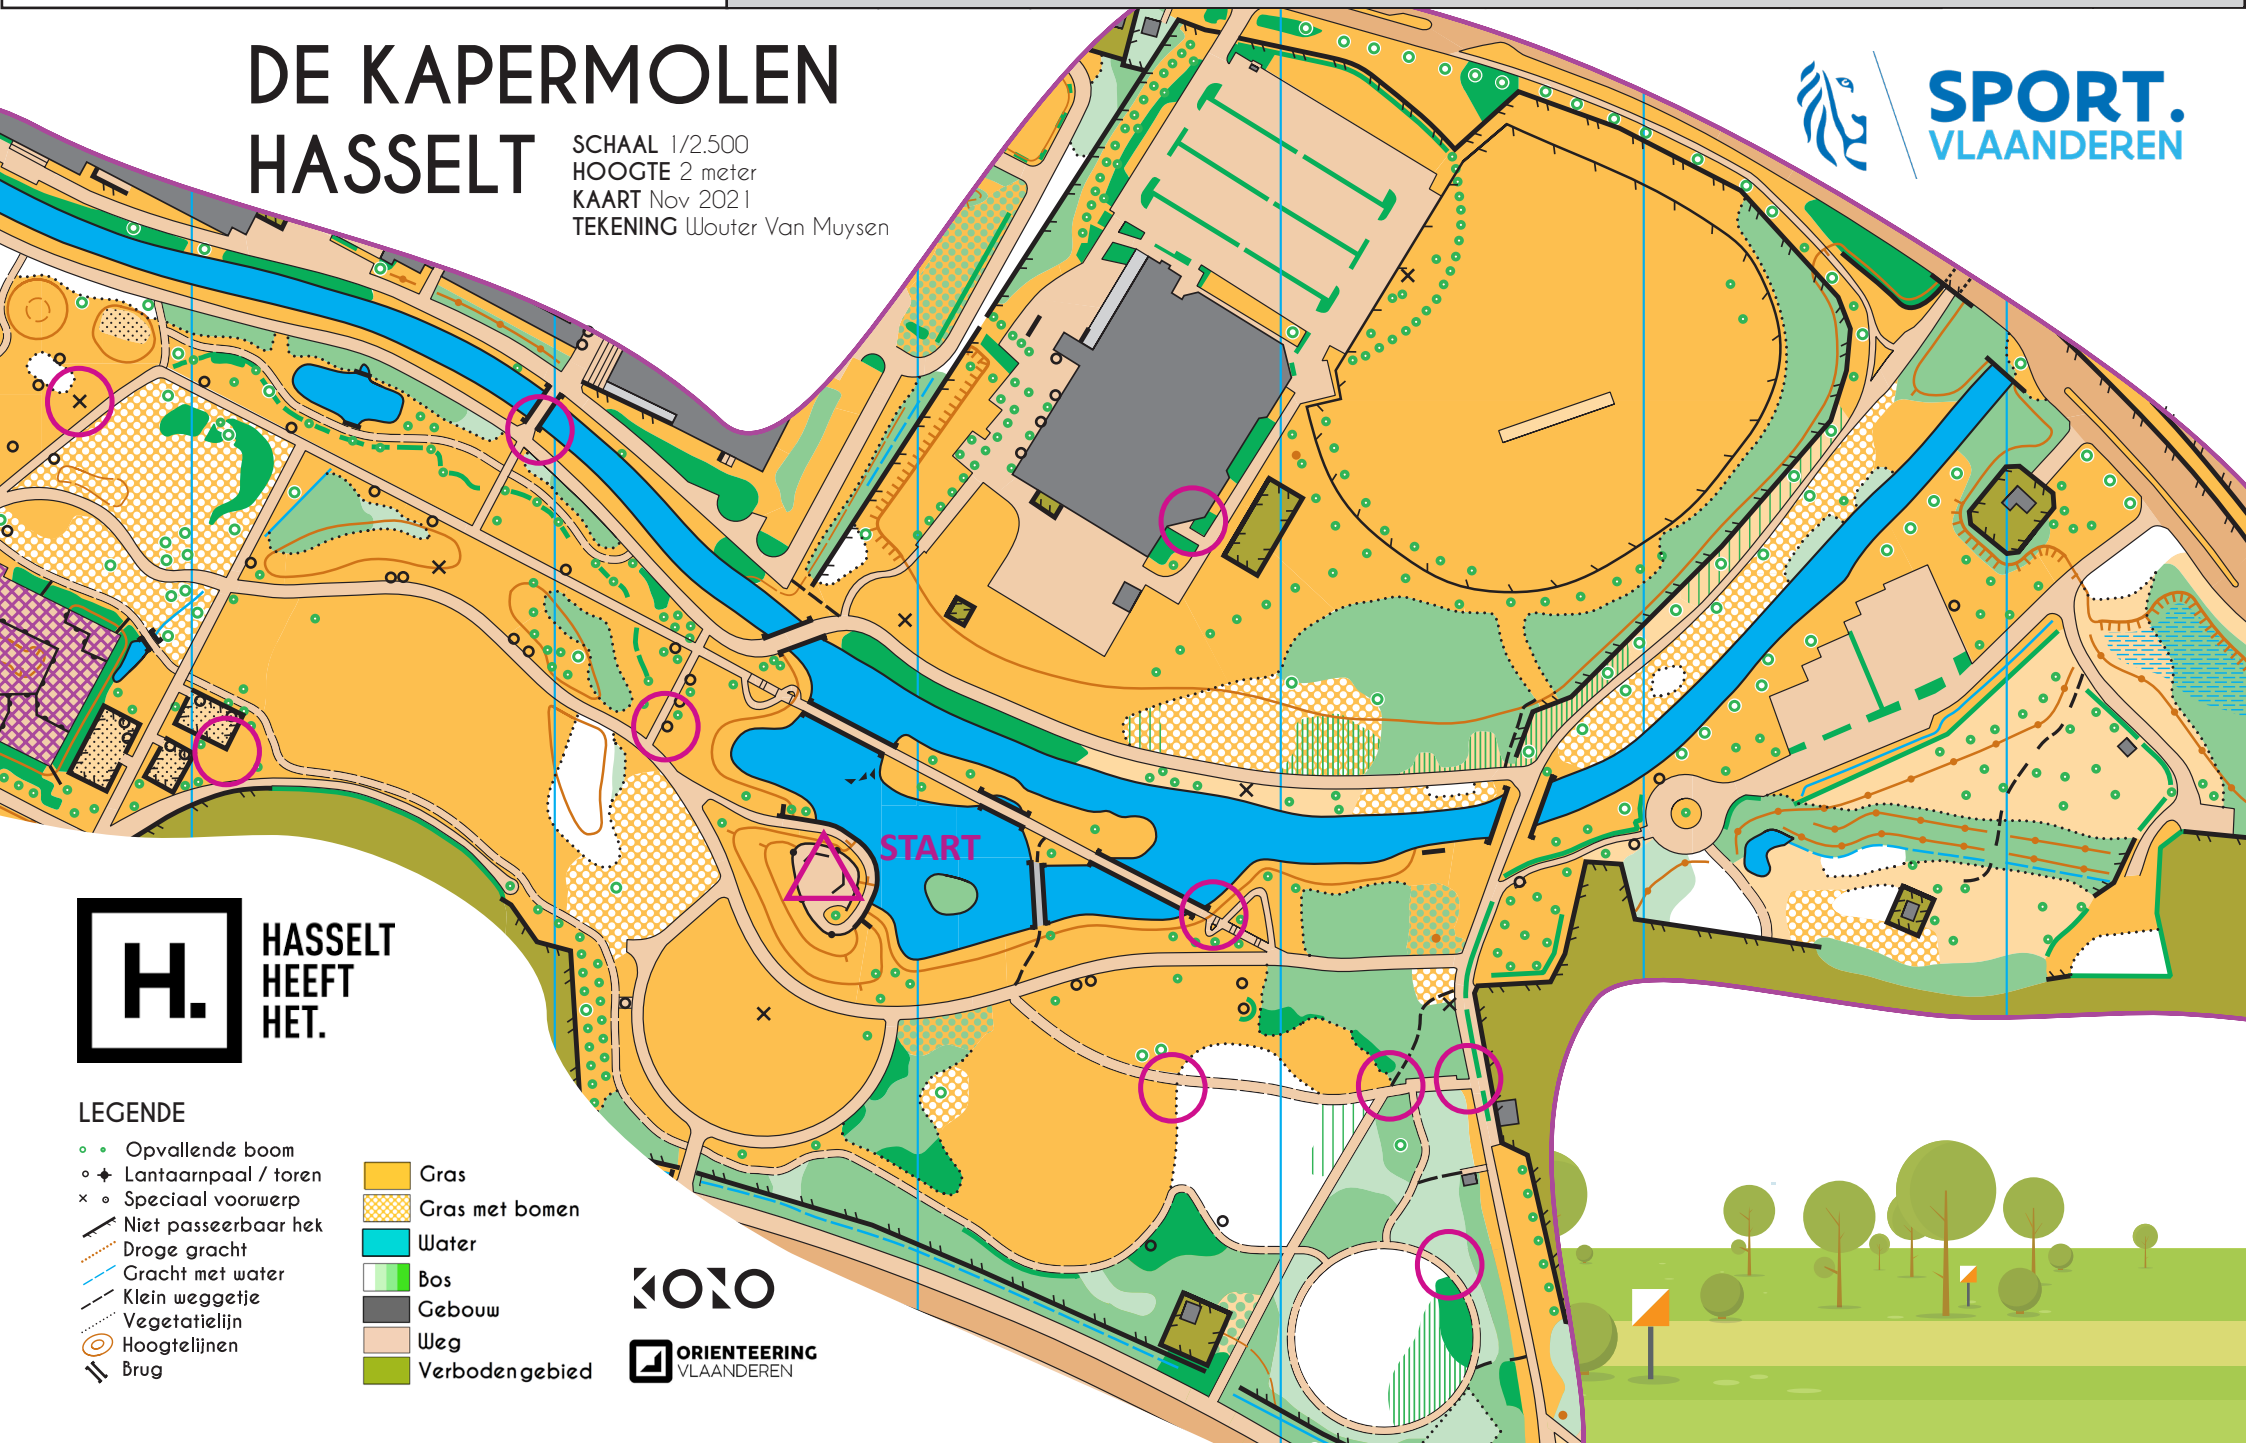 DE KAPERMOLEN
HASSELT
SCHAAL 1/2.500
HOOGTE 2 meter
KAART Nov 2021
TEKENING Wouter Van Muysen
SPORT.
VLAANDEREN
START
H.
HASSELT
HEEFT
HET.
LEGENDE
Opvallende boom
Lantaarnpaal / toren
Speciaal voorwerp
Niet passeerbaar hek
Droge gracht
Gracht met water
Klein weggetje
Vegetatielijn
Hoogtelijnen
Brug
Gras
Gras met bomen
Water
Bos
Gebouw
Weg
Verboden gebied
KONO
ORIENTEERING
VLAANDEREN